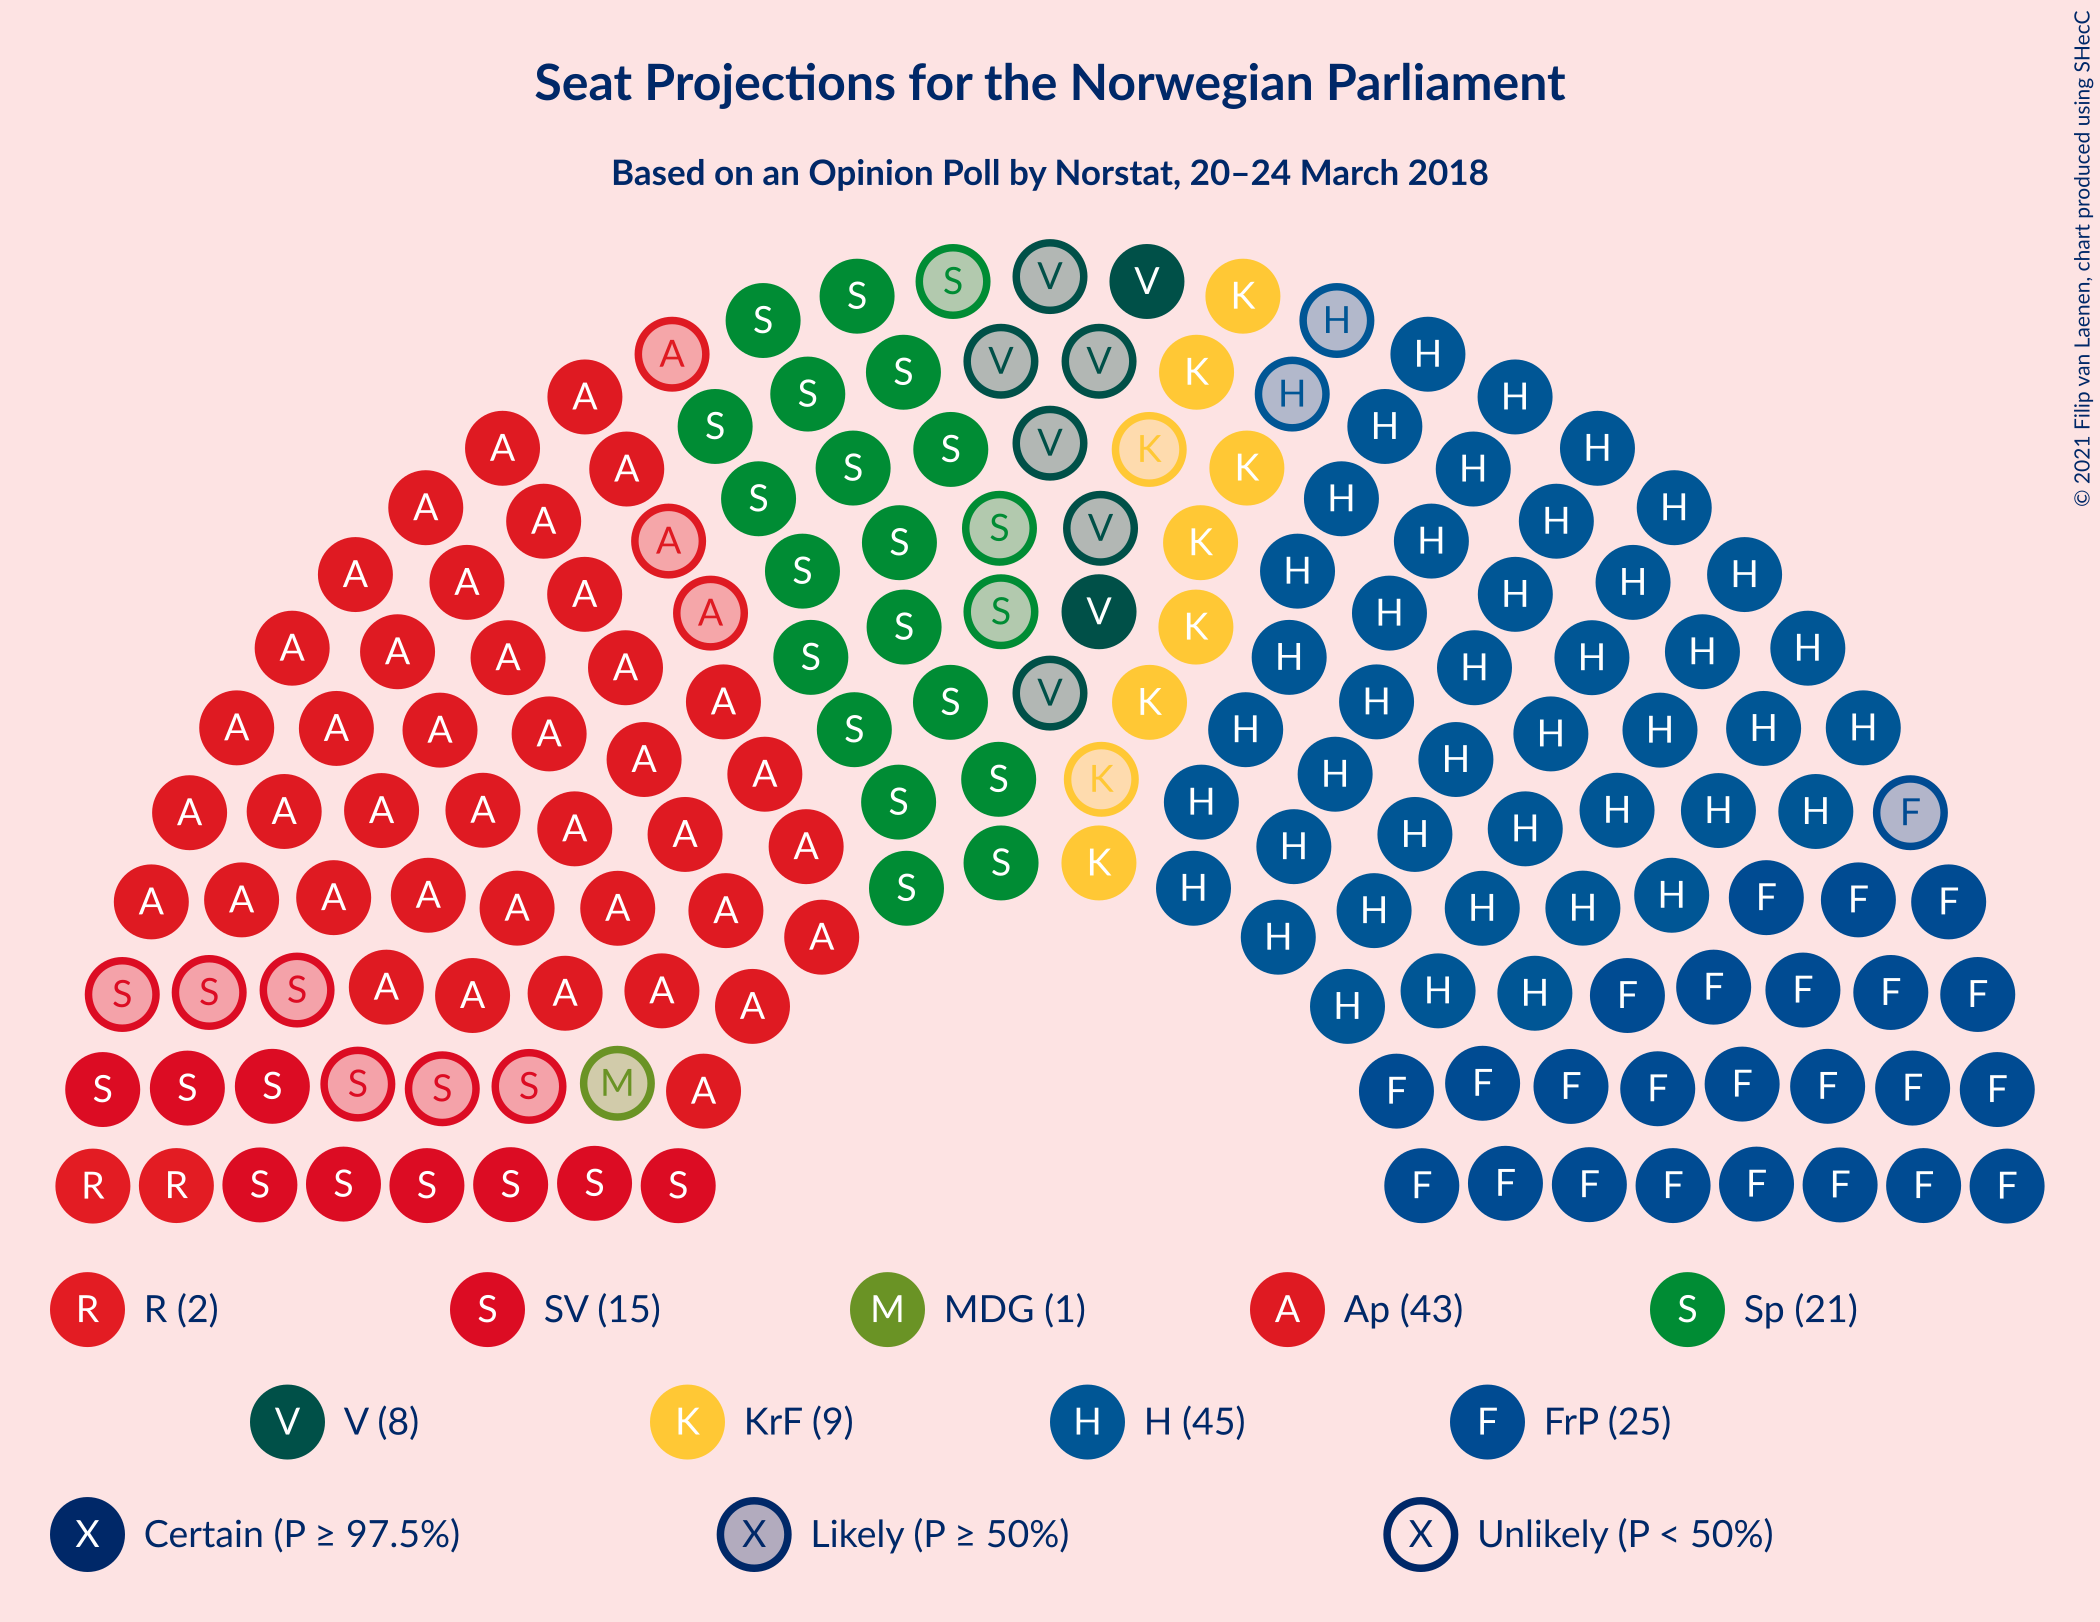 Seat Projections for the Norwegian Parliament
Based on an Opinion Poll by Norstat, 20–24 March 2018
© 2021 Filip van Laenen, chart produced using SHecC
S S V V K H
A S V V K H H
A A S S S V K K H H H
A A S S S S V K H H H H
A A A A S S S V K H H H H H
A A A A A S S V K H H H H H H
A A A A A A S S K H H H H H H H
A A A A A A A S S K H H H H H H H F
A A A A A A A A S H H H H H H F F F
S S S A A A A A H H H F F F F F
S S S S S S M A F F F F F F F F
R R S S S S S S F F F F F F F F
R R (2) S SV (15) M MDG (1) A Ap (43) S Sp (21)
V V (8) K KrF (9) H H (45) F FrP (25)
X Certain (P ≥ 97.5%) X Likely (P ≥ 50%) X Unlikely (P < 50%)